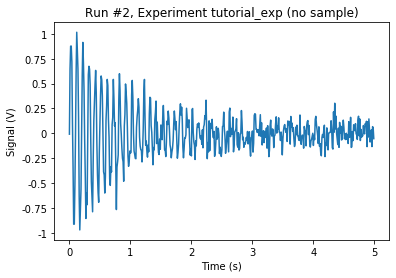 Run #2, Experiment tutorial_exp (no sample)
Signal (V)
1
0.75
0.5
0.25
0
-0.25
-0.5
-0.75
-1
0 1 2 3 4 5
Time (s)